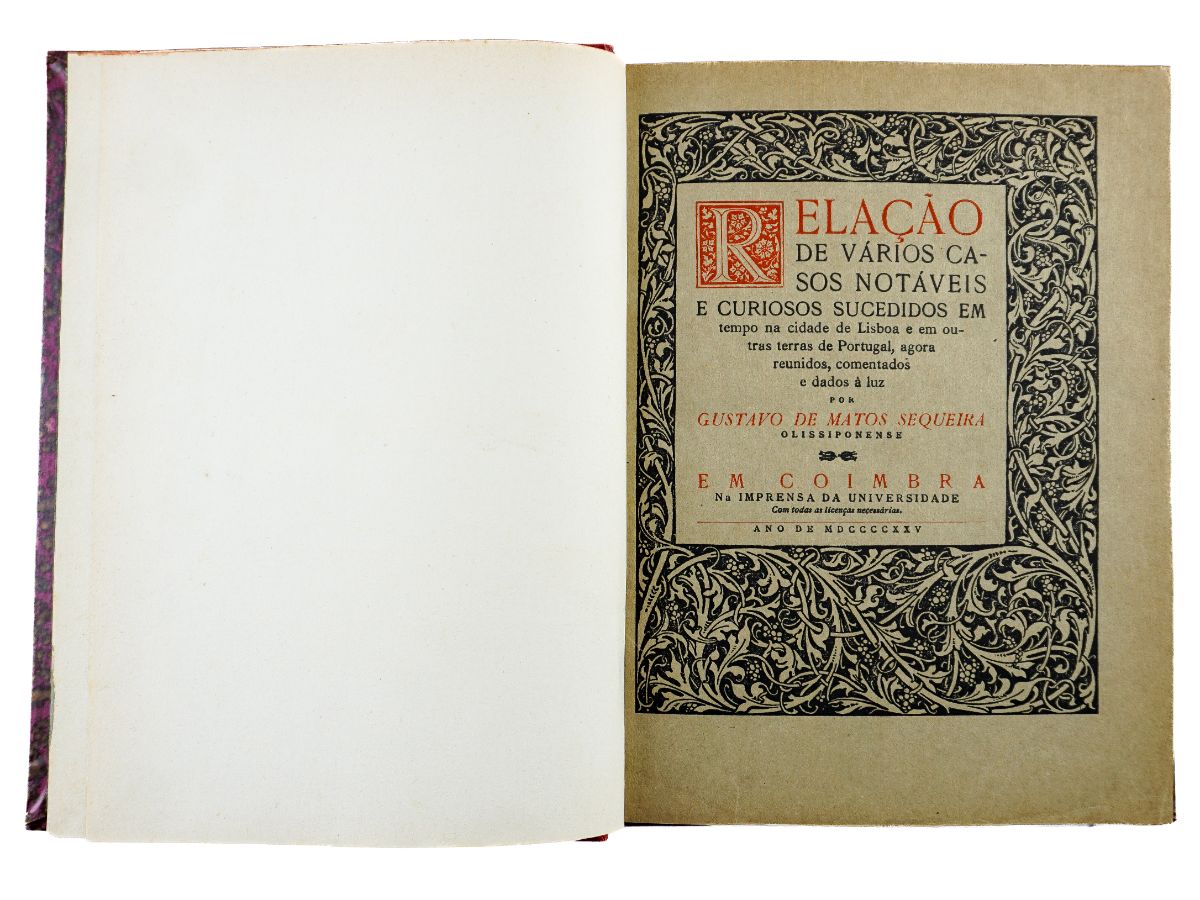 RELAÇÃO
DE VÁRIOS CA-
SOS NOTÁVEIS
E CURIOSOS SUCEDIDOS EM
tempo na cidade de Lisboa e em ou-
tras terras de Portugal, agora
reunidos, comentados
e dados à luz
POR
GUSTAVO DE MATOS SEQUEIRA
OLISSIPONENSE
EM COIMBRA
Na IMPRENSA DA UNIVERSIDADE
Com todas as licenças necessárias.
ANO DE MDCCCCXXV